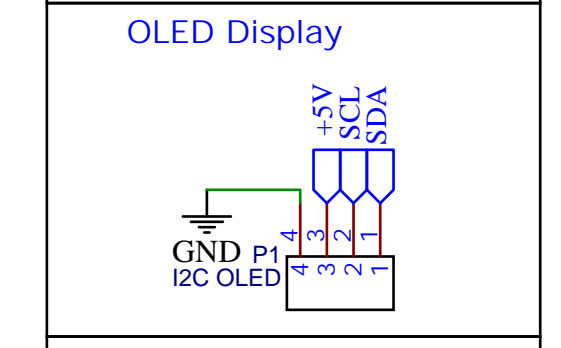 OLED Display
+5V
SCL
SDA
4 3 2 1
GND P1
I2C OLED
4 3 2 1